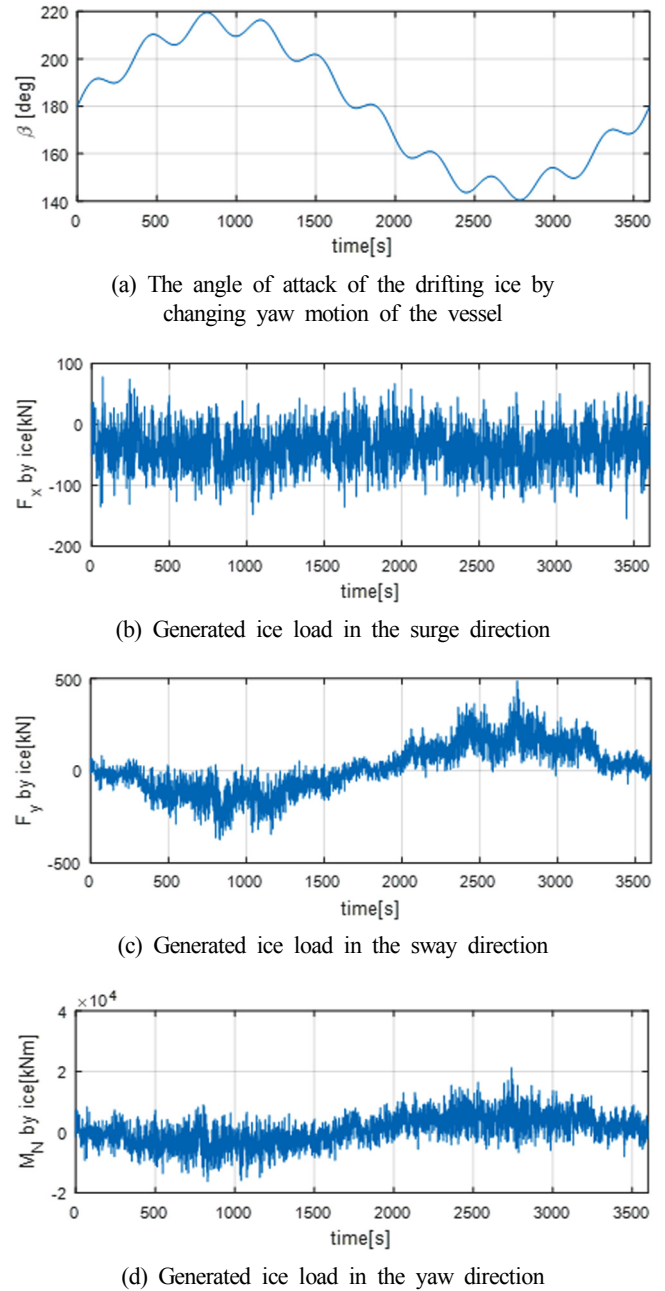 220
200
180
160
140
β [deg]
0 500 1000 1500 2000 2500 3000 3500
time[s]
(a) The angle of attack of the drifting ice by
changing yaw motion of the vessel
100
0
-100
-200
F_x by ice[kN]
0 500 1000 1500 2000 2500 3000 3500
time[s]
(b) Generated ice load in the surge direction
500
0
-500
F_y by ice[kN]
0 500 1000 1500 2000 2500 3000 3500
time[s]
(c) Generated ice load in the sway direction
×10⁴
4
2
0
-2
M_N by ice[kNm]
0 500 1000 1500 2000 2500 3000 3500
time[s]
(d) Generated ice load in the yaw direction